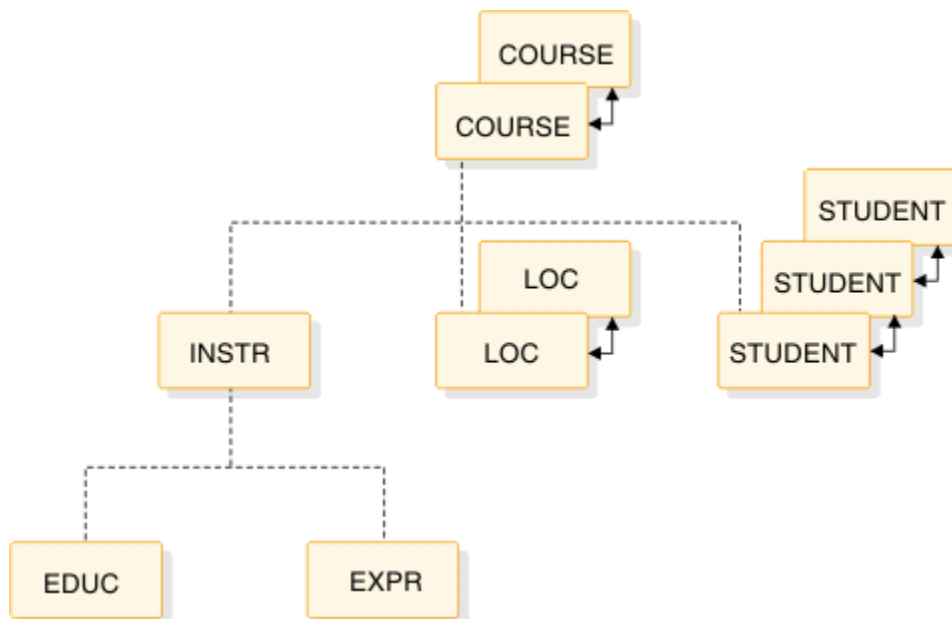 COURSE
COURSE
STUDENT
LOC
STUDENT
INSTR
LOC
STUDENT
EDUC
EXPR